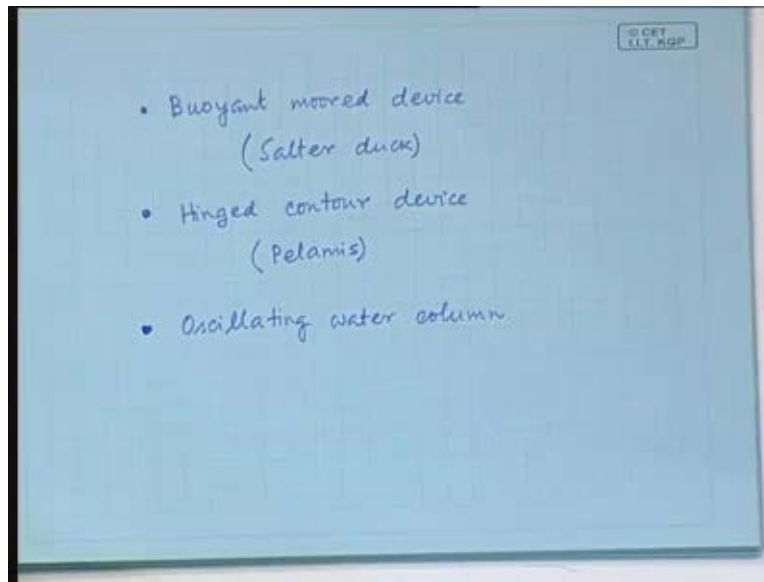 © CET
I.I.T. KGP
• Buoyant moored device
(Salter duck)
• Hinged contour device
(Pelamis)
• Oscillating water column